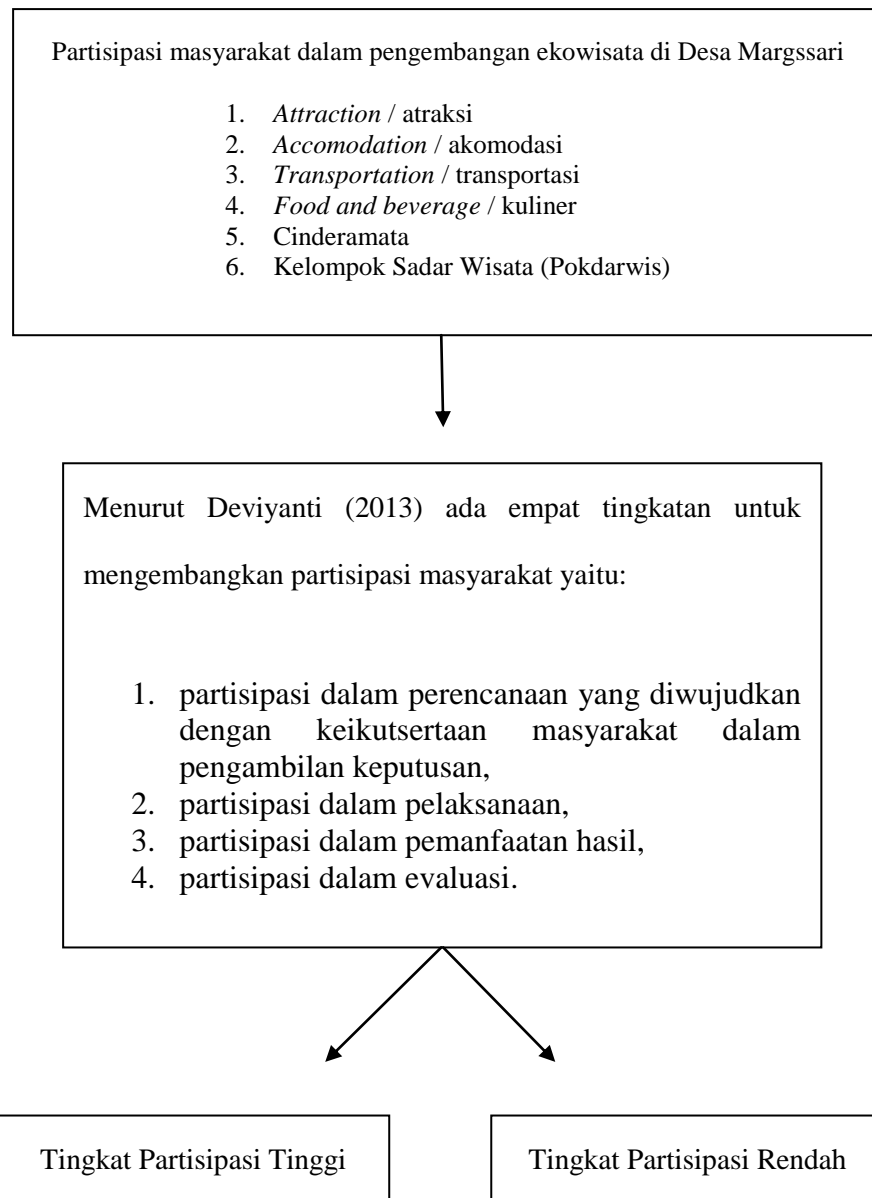 Partisipasi masyarakat dalam pengembangan ekowisata di Desa Margssari
1. Attraction / atraksi
2. Accomodation / akomodasi
3. Transportation / transportasi
4. Food and beverage / kuliner
5. Cinderamata
6. Kelompok Sadar Wisata (Pokdarwis)
Menurut Deviyanti (2013) ada empat tingkatan untuk
mengembangkan partisipasi masyarakat yaitu:
1. partisipasi dalam perencanaan yang diwujudkan
dengan keikutsertaan masyarakat dalam
pengambilan keputusan,
2. partisipasi dalam pelaksanaan,
3. partisipasi dalam pemanfaatan hasil,
4. partisipasi dalam evaluasi.
Tingkat Partisipasi Tinggi
Tingkat Partisipasi Rendah